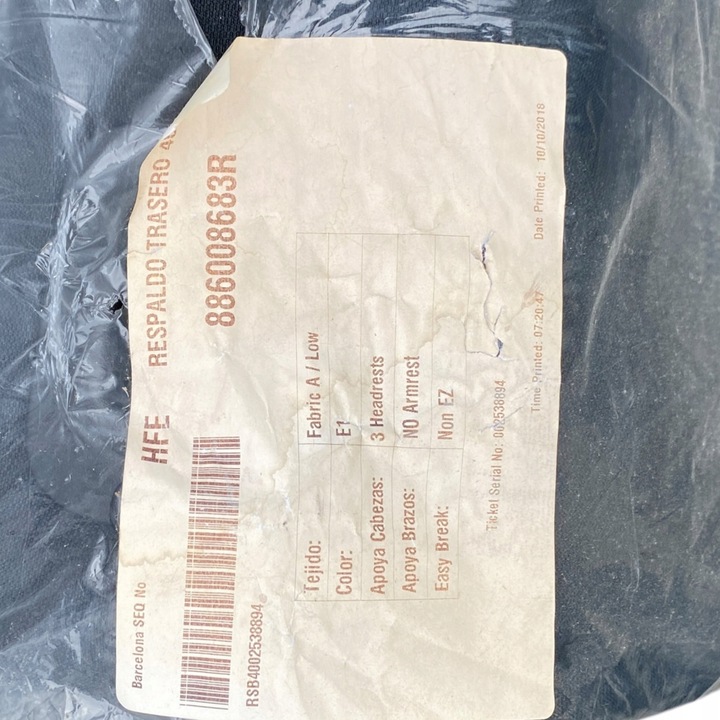 Barcelona SEQ No
HFE RESPALDO TRASERO
RSB4002538894
886008683R
Tejido: Fabric A / Low
Color: E1
Apoya Cabezas: 3 Headrests
Apoya Brazos: NO Armrest
Easy Break: Non EZ
Ticket Serial No: 002538894
Time Printed: 07:20:47 Date Printed: 10/10/2019